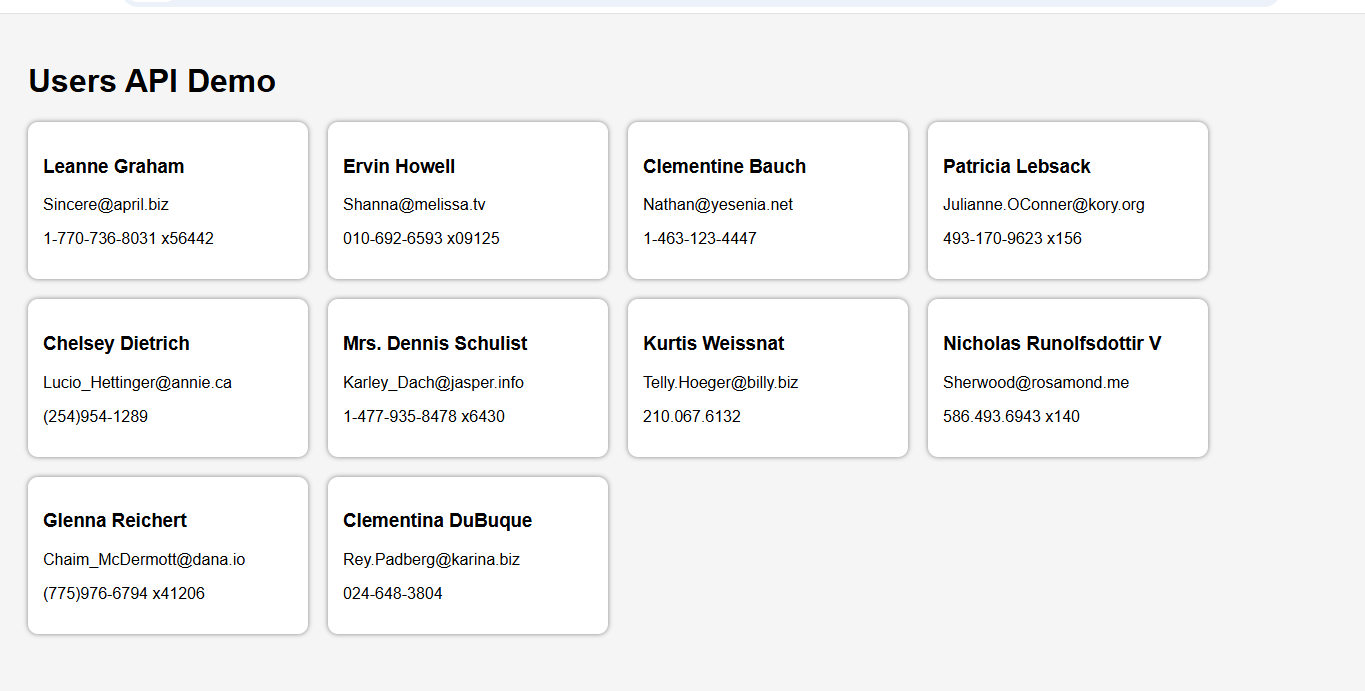 Users API Demo
Leanne Graham
Sincere@april.biz
1-770-736-8031 x56442
Ervin Howell
Shanna@melissa.tv
010-692-6593 x09125
Clementine Bauch
Nathan@yesenia.net
1-463-123-4447
Patricia Lebsack
Julianne.OConner@kory.org
493-170-9623 x156
Chelsey Dietrich
Lucio_Hettinger@annie.ca
(254)954-1289
Mrs. Dennis Schulist
Karley_Dach@jasper.info
1-477-935-8478 x6430
Kurtis Weissnat
Telly.Hoeger@billy.biz
210.067.6132
Nicholas Runolfsdottir V
Sherwood@rosamond.me
586.493.6943 x140
Glenna Reichert
Chaim_McDermott@dana.io
(775)976-6794 x41206
Clementina DuBuque
Rey.Padberg@karina.biz
024-648-3804